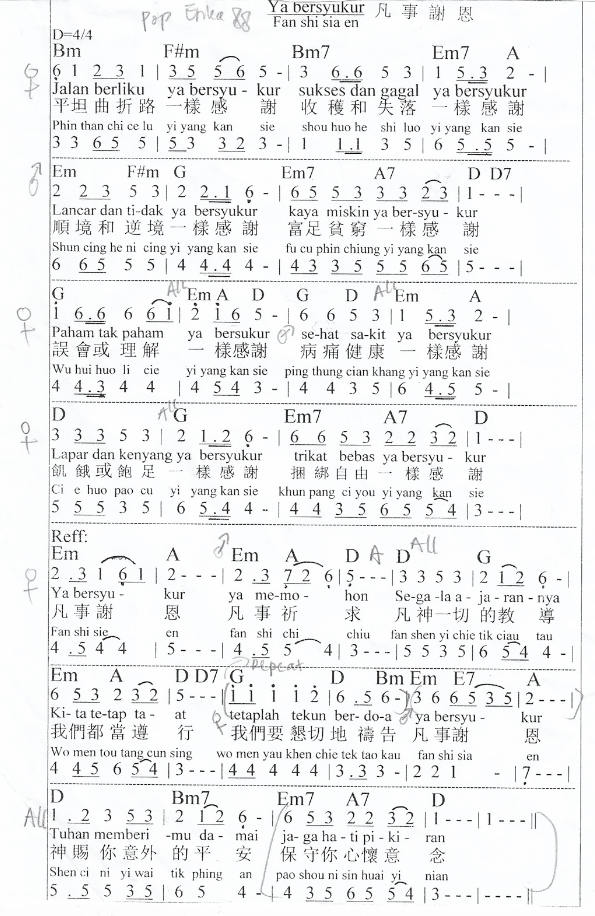 Pop Erika 88
Ya bersyukur 凡事謝恩
Fan shi sia en
D=4/4
Bm F#m Bm7 Em7 A
6 1 2 3 1 | 3 5 5 6 5 - | 3 6.6 5 3 | 1 5.3 2 - |
Jalan berliku ya bersyu - kur sukses dan gagal ya bersyukur
平坦曲折路 一樣感 謝 收穫和 失落 一樣感 謝
Phin than chi ce lu yi yang kan sie shou huo he shi luo yi yang kan sie
3 3 6 5 5 | 5 3 3 2 3 - | 1 1.1 3 5 | 6 5.5 5 - |
Em F#m G Em7 A7 D D7
2 2 3 5 3 | 2 2.1 6 - | 6 5 5 3 3 3 2 3 | 1 - - - |
Lancar dan ti-dak ya bersyukur kaya miskin ya ber-syu - kur
順境和 逆境 一樣感謝 富足貧窮 一樣感 謝
Shun cing he ni cing yi yang kan sie fu cu phin chiung yi yang kan sie
6 6 5 5 5 | 4 4.4 4 - | 4 3 3 5 5 5 6 5 | 5 - - - |
All All
G Em A D G D Em A
1 6.6 6 6 1 | 2 1 6 5 - | 6 6 5 3 | 1 5.3 2 - |
Paham tak paham ya bersukur se-hat sa-kit ya bersyukur
誤會或 理解 一樣感謝 病痛健康 一樣感謝
Wu hui huo li cie yi yang kan sie ping thung cian khang yi yang kan sie
4 4.3 4 4 | 4 5 4 3 - | 4 4 3 5 | 6 4.5 5 - |
All
D G Em7 A7 D
3 3 3 5 3 | 2 1.2 6 - | 6 6 5 3 2 2 3 2 | 1 - - - |
Lapar dan kenyang ya bersyukur trikat bebas ya bersyu - kur
飢餓或飽足 一樣感謝 捆綁自由 一樣感 謝
Ci e huo pao cu yi yang kan sie khun pang ci you yi yang kan sie
5 5 5 3 5 | 6 5.4 4 - | 4 4 3 5 6 5 5 4 | 3 - - - |
Reff:
Em A Em A D A D All G
2 .3 1 6 1 | 2 - - - | 2 .3 7 2 6 | 5 - - - | 3 3 5 3 | 2 1 2 6 - |
Ya bersyu - kur ya me-mo- hon Se-ga-la a - ja - ran - nya
凡事謝 恩 凡事祈 求 凡神一切的教 導
Fan shi sie en fan shi chi chiu fan shen yi chie tik ciau tau
4 .5 4 4 | 5 - - - | 4 .5 5 4 | 3 - - - | 5 5 3 5 | 6 5 4 4 - |
Repeat
Em A D D7 G D Bm Em E7 A
6 5 3 2 3 2 | 5 - - - | 1 1 1 1 2 | 6 .5 6 - | 3 6 6 5 3 5 | 2 - - - |
Ki- ta te-tap ta - at tetaplah tekun ber- do-a ya bersyu - kur
我們都當遵 行 我們要懇切地 禱告 凡事謝 恩
Wo men tou tang cun sing wo men yau khen chie tek tao kau fan shi sia en
4 4 5 6 5 4 | 3 - - - | 4 4 4 4 4 | 3 .3 3 - | 2 2 1 - | 7 - - - |
All
D Bm7 Em7 A7 D
1 . 2 3 5 3 | 2 1 2 6 - | 6 5 3 2 2 3 2 | 1 - - - | 1 - - - ||
Tuhan memberi -mu da- mai ja-ga ha - ti pi - ki - ran
神賜你意外 的平 安 保守你心懷意 念
Shen ci ni yi wai tik phing an pao shou ni sin huai yi nian
5 . 5 5 3 5 | 6 5 4 - | 4 3 5 6 5 5 4 | 3 - - - | - - - - ||